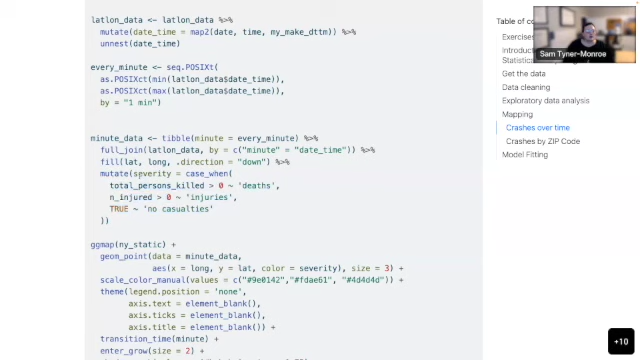 latlon_data <- latlon_data %>%
mutate(date_time = map2(date, time, my_make_dttm)) %>%
unnest(date_time)
every_minute <- seq.POSIXt(
as.POSIXct(min(latlon_data$date_time)),
as.POSIXct(max(latlon_data$date_time)),
by = "1 min")
minute_data <- tibble(minute = every_minute) %>%
full_join(latlon_data, by = c("minute" = "date_time")) %>%
fill(lat, long, .direction = "down") %>%
mutate(severity = case_when(
total_persons_killed > 0 ~ 'deaths',
n_injured > 0 ~ 'injuries',
TRUE ~ 'no casualties'
))
ggmap(ny_static) +
geom_point(data = minute_data,
aes(x = long, y = lat, color = severity), size = 3) +
scale_color_manual(values = c("#9e0142","#fdae61", "#4d4d4d")) +
theme(legend.position = 'none',
axis.text = element_blank(),
axis.ticks = element_blank(),
axis.title = element_blank()) +
transition_time(minute) +
enter_grow(size = 2) +
Table of
Exercises
Introduc
Statistica
Get the data
Data cleaning
Exploratory data analysis
Mapping
Crashes over time
Crashes by ZIP Code
Model Fitting
Sam Tyner-Monroe
+10